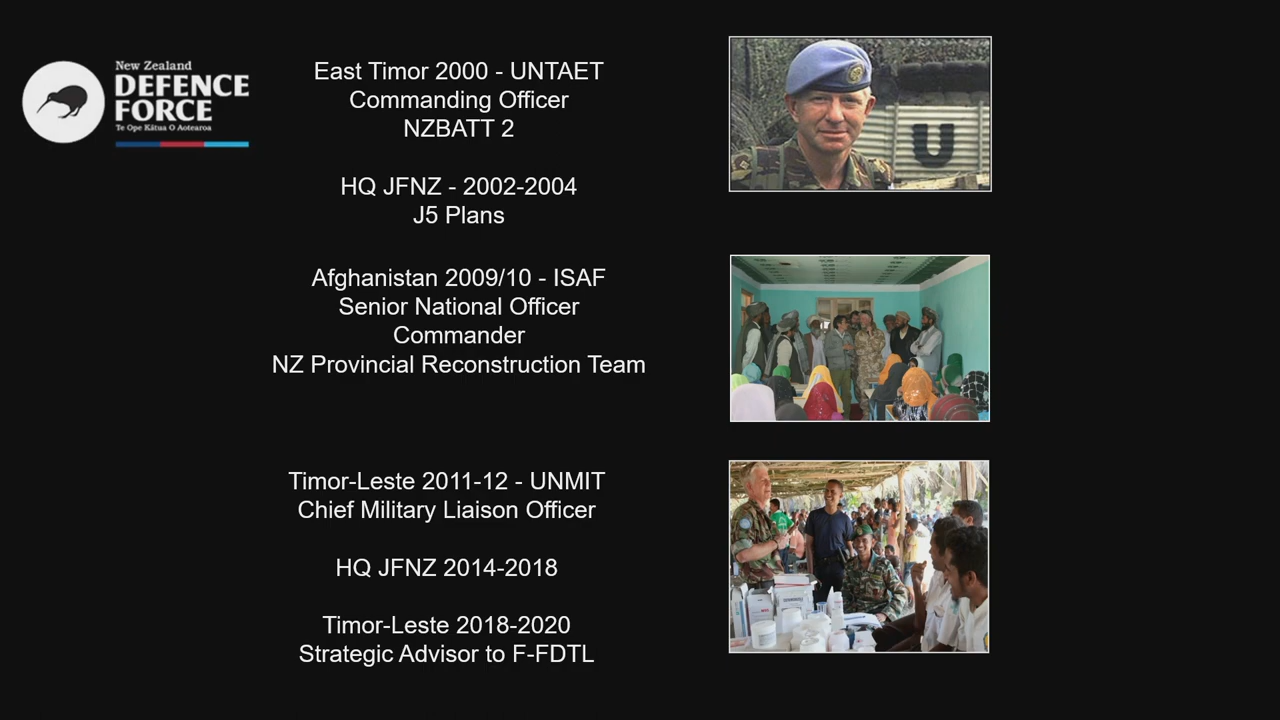 New Zealand
DEFENCE
FORCE
Te Ope Kātua O Aotearoa
East Timor 2000 - UNTAET
Commanding Officer
NZBATT 2
HQ JFNZ - 2002-2004
J5 Plans
Afghanistan 2009/10 - ISAF
Senior National Officer
Commander
NZ Provincial Reconstruction Team
Timor-Leste 2011-12 - UNMIT
Chief Military Liaison Officer
HQ JFNZ 2014-2018
Timor-Leste 2018-2020
Strategic Advisor to F-FDTL
U